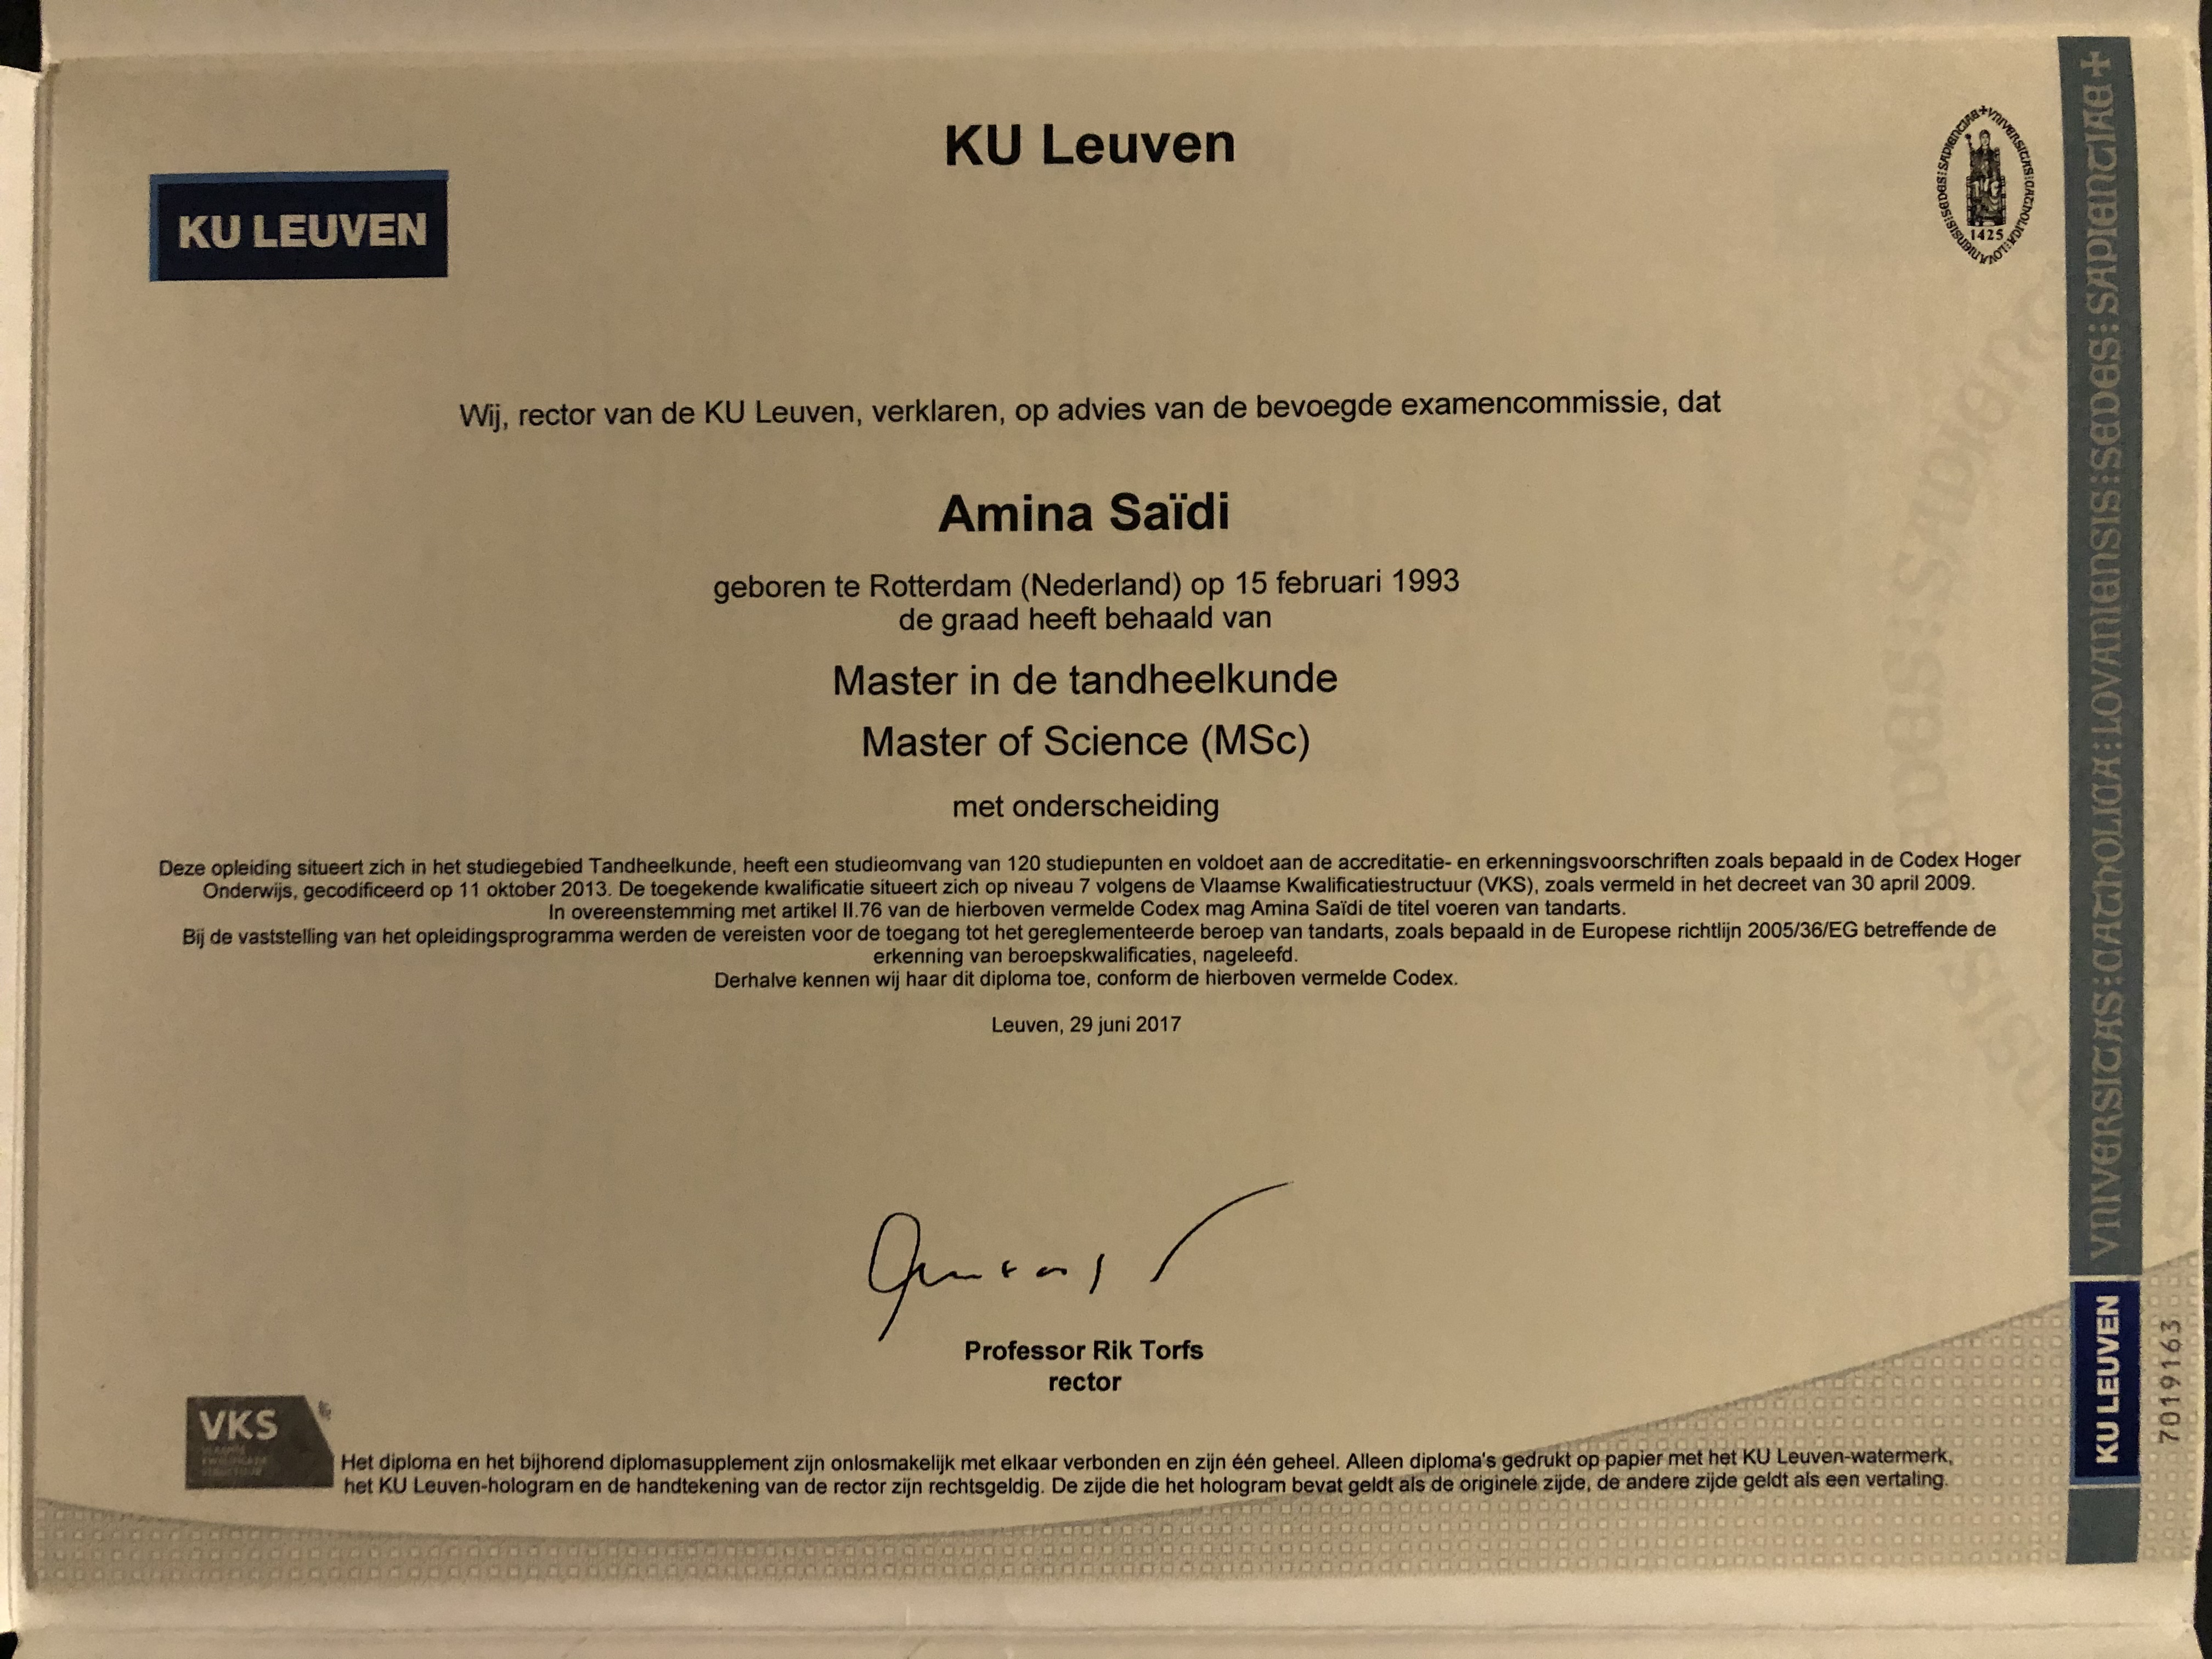 KU Leuven
KU LEUVEN
1425
Wij, rector van de KU Leuven, verklaren, op advies van de bevoegde examencommissie, dat
Amina Saïdi
geboren te Rotterdam (Nederland) op 15 februari 1993
de graad heeft behaald van
Master in de tandheelkunde
Master of Science (MSc)
met onderscheiding
Deze opleiding situeert zich in het studiegebied Tandheelkunde, heeft een studieomvang van 120 studiepunten en voldoet aan de accreditatie- en erkenningsvoorschriften zoals bepaald in de Codex Hoger
Onderwijs, gecodificeerd op 11 oktober 2013. De toegekende kwalificatie situeert zich op niveau 7 volgens de Vlaamse Kwalificatiestructuur (VKS), zoals vermeld in het decreet van 30 april 2009.
In overeenstemming met artikel II.76 van de hierboven vermelde Codex mag Amina Saïdi de titel voeren van tandarts.
Bij de vaststelling van het opleidingsprogramma werden de vereisten voor de toegang tot het gereglementeerde beroep van tandarts, zoals bepaald in de Europese richtlijn 2005/36/EG betreffende de
erkenning van beroepskwalificaties, nageleefd.
Derhalve kennen wij haar dit diploma toe, conform de hierboven vermelde Codex.
Leuven, 29 juni 2017
Professor Rik Torfs
rector
VKS
VLAAMSE
KWALIFICATIE
STRUCTUUR
Het diploma en het bijhorend diplomasupplement zijn onlosmakelijk met elkaar verbonden en zijn één geheel. Alleen diploma's gedrukt op papier met het KU Leuven-watermerk,
het KU Leuven-hologram en de handtekening van de rector zijn rechtsgeldig. De zijde die het hologram bevat geldt als de originele zijde, de andere zijde geldt als een vertaling.
VNIVERSITAS::CATHOLICA::LOVANIENSIS::SEDES::SAPIENTIAE+
KU LEUVEN
7019163